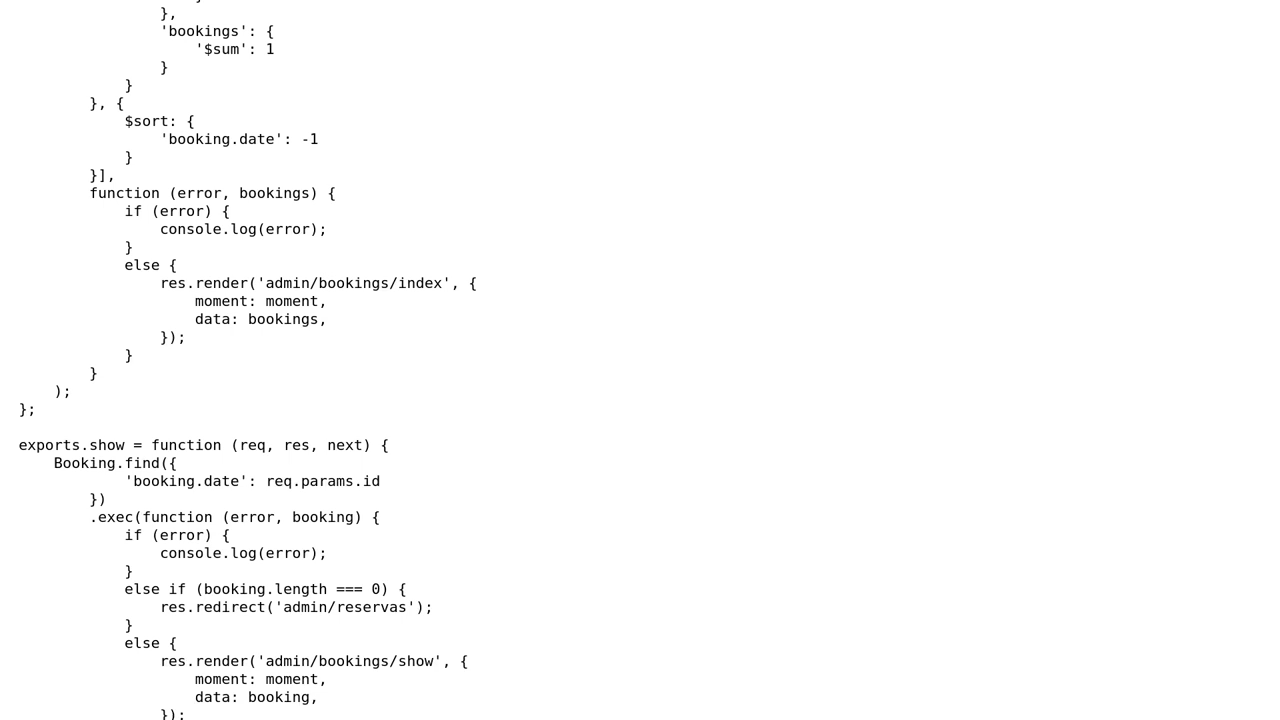 }
                },
                'bookings': {
                    '$sum': 1
                }
            }
        }, {
            $sort: {
                'booking.date': -1
            }
        }],
        function (error, bookings) {
            if (error) {
                console.log(error);
            }
            else {
                res.render('admin/bookings/index', {
                    moment: moment,
                    data: bookings,
                });
            }
        }
    );
};

exports.show = function (req, res, next) {
    Booking.find({
            'booking.date': req.params.id
        })
        .exec(function (error, booking) {
            if (error) {
                console.log(error);
            }
            else if (booking.length === 0) {
                res.redirect('admin/reservas');
            }
            else {
                res.render('admin/bookings/show', {
                    moment: moment,
                    data: booking,
                });